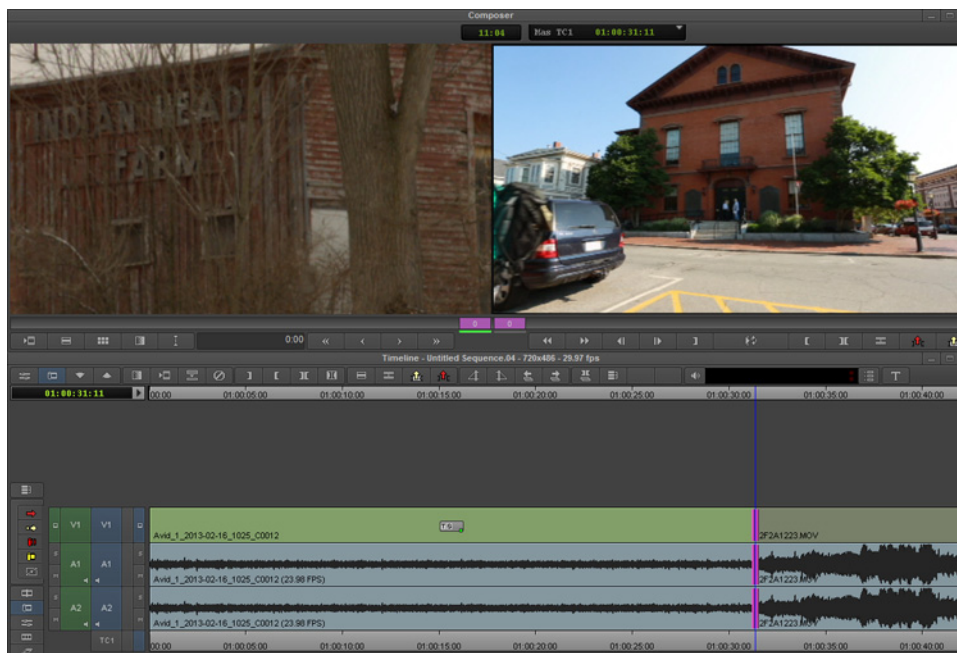 Composer
11:04 Mas TC1 01:00:31:11
INDIAN HEAD
FARM
0 0
0:00
Timeline - Untitled Sequence.04 - 720x486 - 29.97 fps
T
01:00:31:11
00:00 01:00:05:00 01:00:10:00 01:00:15:00 01:00:20:00 01:00:25:00 01:00:30:00 01:00:35:00 01:00:40:00
V1 V1
Avid_1_2013-02-16_1025_C0012 2F2A1223.MOV
A1 A1
Avid_1_2013-02-16_1025_C0012 (23.98 FPS) 2F2A1223.MOV
A2 A2
Avid_1_2013-02-16_1025_C0012 (23.98 FPS) 2F2A1223.MOV
TC1
00:00 01:00:05:00 01:00:10:00 01:00:15:00 01:00:20:00 01:00:25:00 01:00:30:00 01:00:35:00 01:00:40:00